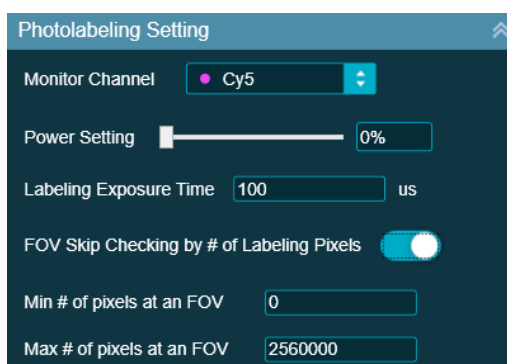 Photolabeling Setting
Monitor Channel Cy5
Power Setting 0%
Labeling Exposure Time 100 us
FOV Skip Checking by # of Labeling Pixels
Min # of pixels at an FOV 0
Max # of pixels at an FOV 2560000